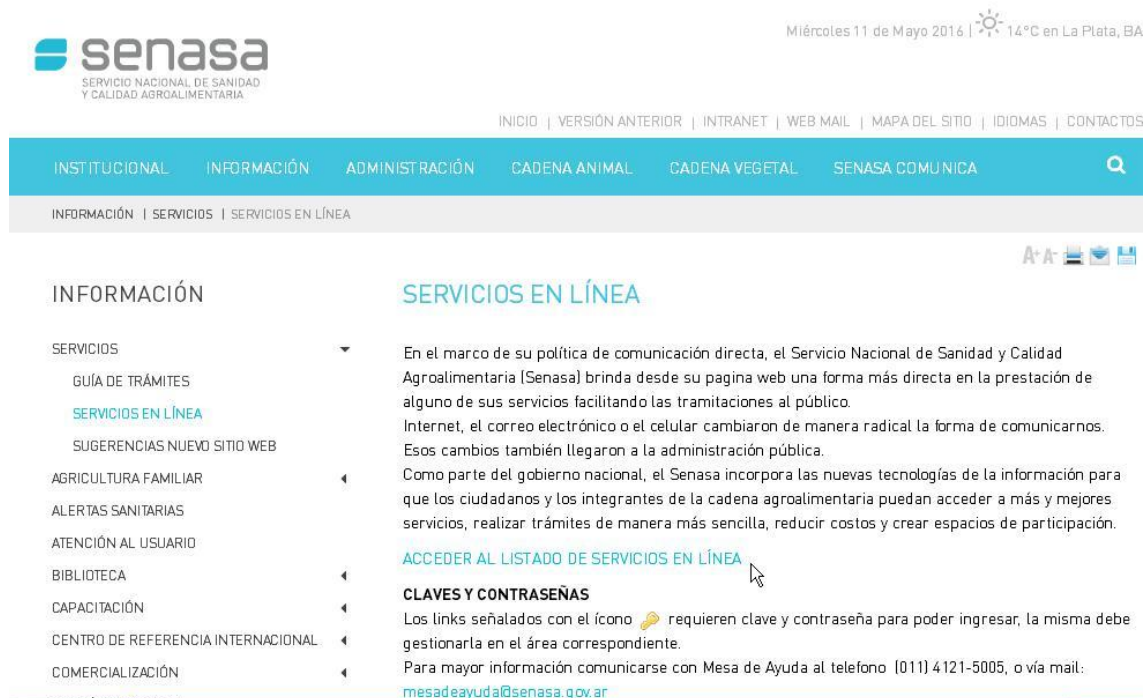 Miércoles 11 de Mayo 2016 | 14°C en La Plata, BA
senasa
SERVICIO NACIONAL DE SANIDAD
Y CALIDAD AGROALIMENTARIA
INICIO | VERSIÓN ANTERIOR | INTRANET | WEB MAIL | MAPA DEL SITIO | IDIOMAS | CONTACTOS
INSTITUCIONAL INFORMACIÓN ADMINISTRACIÓN CADENA ANIMAL CADENA VEGETAL SENASA COMUNICA
INFORMACIÓN | SERVICIOS | SERVICIOS EN LÍNEA
A+ A-
INFORMACIÓN
SERVICIOS
GUÍA DE TRÁMITES
SERVICIOS EN LÍNEA
SUGERENCIAS NUEVO SITIO WEB
AGRICULTURA FAMILIAR
ALERTAS SANITARIAS
ATENCIÓN AL USUARIO
BIBLIOTECA
CAPACITACIÓN
CENTRO DE REFERENCIA INTERNACIONAL
COMERCIALIZACIÓN
SERVICIOS EN LÍNEA
En el marco de su política de comunicación directa, el Servicio Nacional de Sanidad y Calidad
Agroalimentaria (Senasa) brinda desde su pagina web una forma más directa en la prestación de
alguno de sus servicios facilitando las tramitaciones al público.
Internet, el correo electrónico o el celular cambiaron de manera radical la forma de comunicarnos.
Esos cambios también llegaron a la administración pública.
Como parte del gobierno nacional, el Senasa incorpora las nuevas tecnologías de la información para
que los ciudadanos y los integrantes de la cadena agroalimentaria puedan acceder a más y mejores
servicios, realizar trámites de manera más sencilla, reducir costos y crear espacios de participación.
ACCEDER AL LISTADO DE SERVICIOS EN LÍNEA
CLAVES Y CONTRASEÑAS
Los links señalados con el ícono requieren clave y contraseña para poder ingresar, la misma debe
gestionarla en el área correspondiente.
Para mayor información comunicarse con Mesa de Ayuda al telefono (011) 4121-5005, o vía mail:
mesadeayuda@senasa.gov.ar